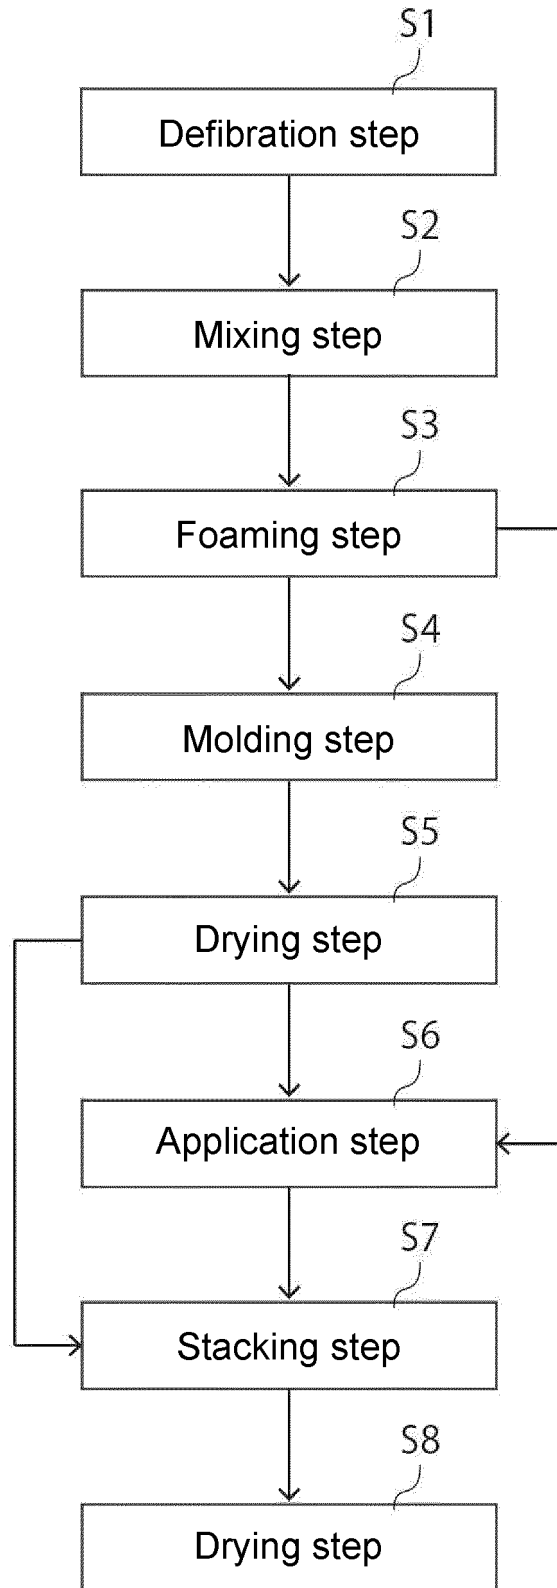 S1
Defibration step
S2
Mixing step
S3
Foaming step
S4
Molding step
S5
Drying step
S6
Application step
S7
Stacking step
S8
Drying step